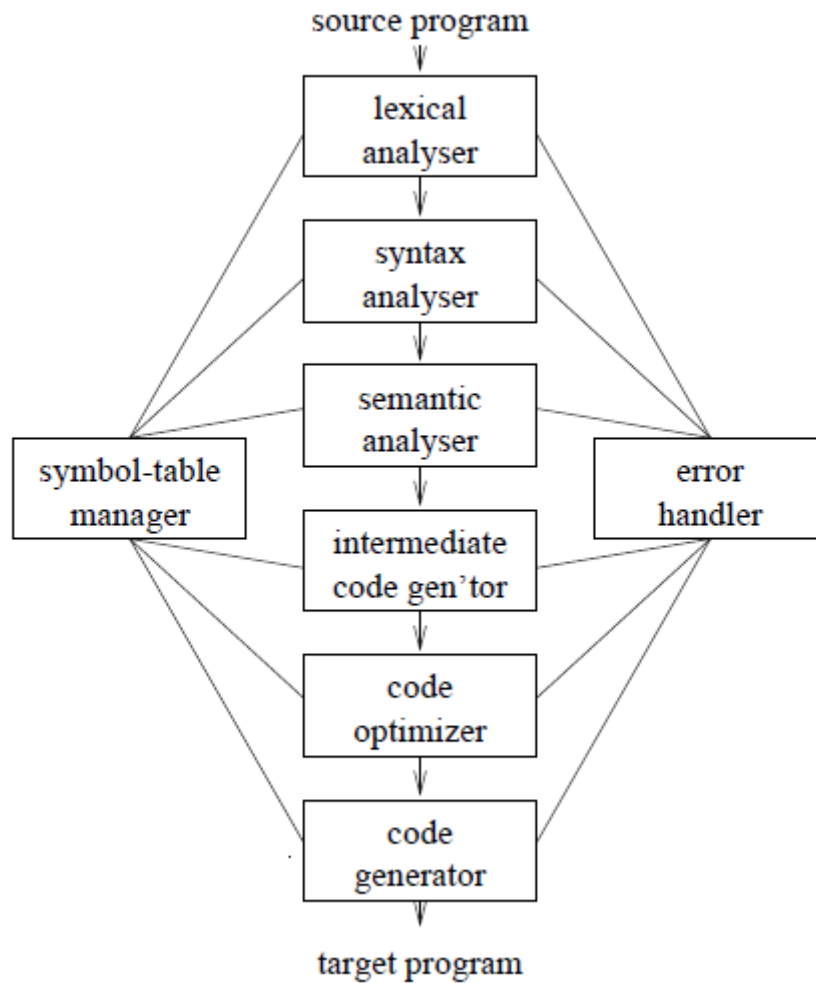 source program
lexical
analyser
syntax
analyser
semantic
analyser
symbol-table
manager
error
handler
intermediate
code gen’tor
code
optimizer
code
generator
target program